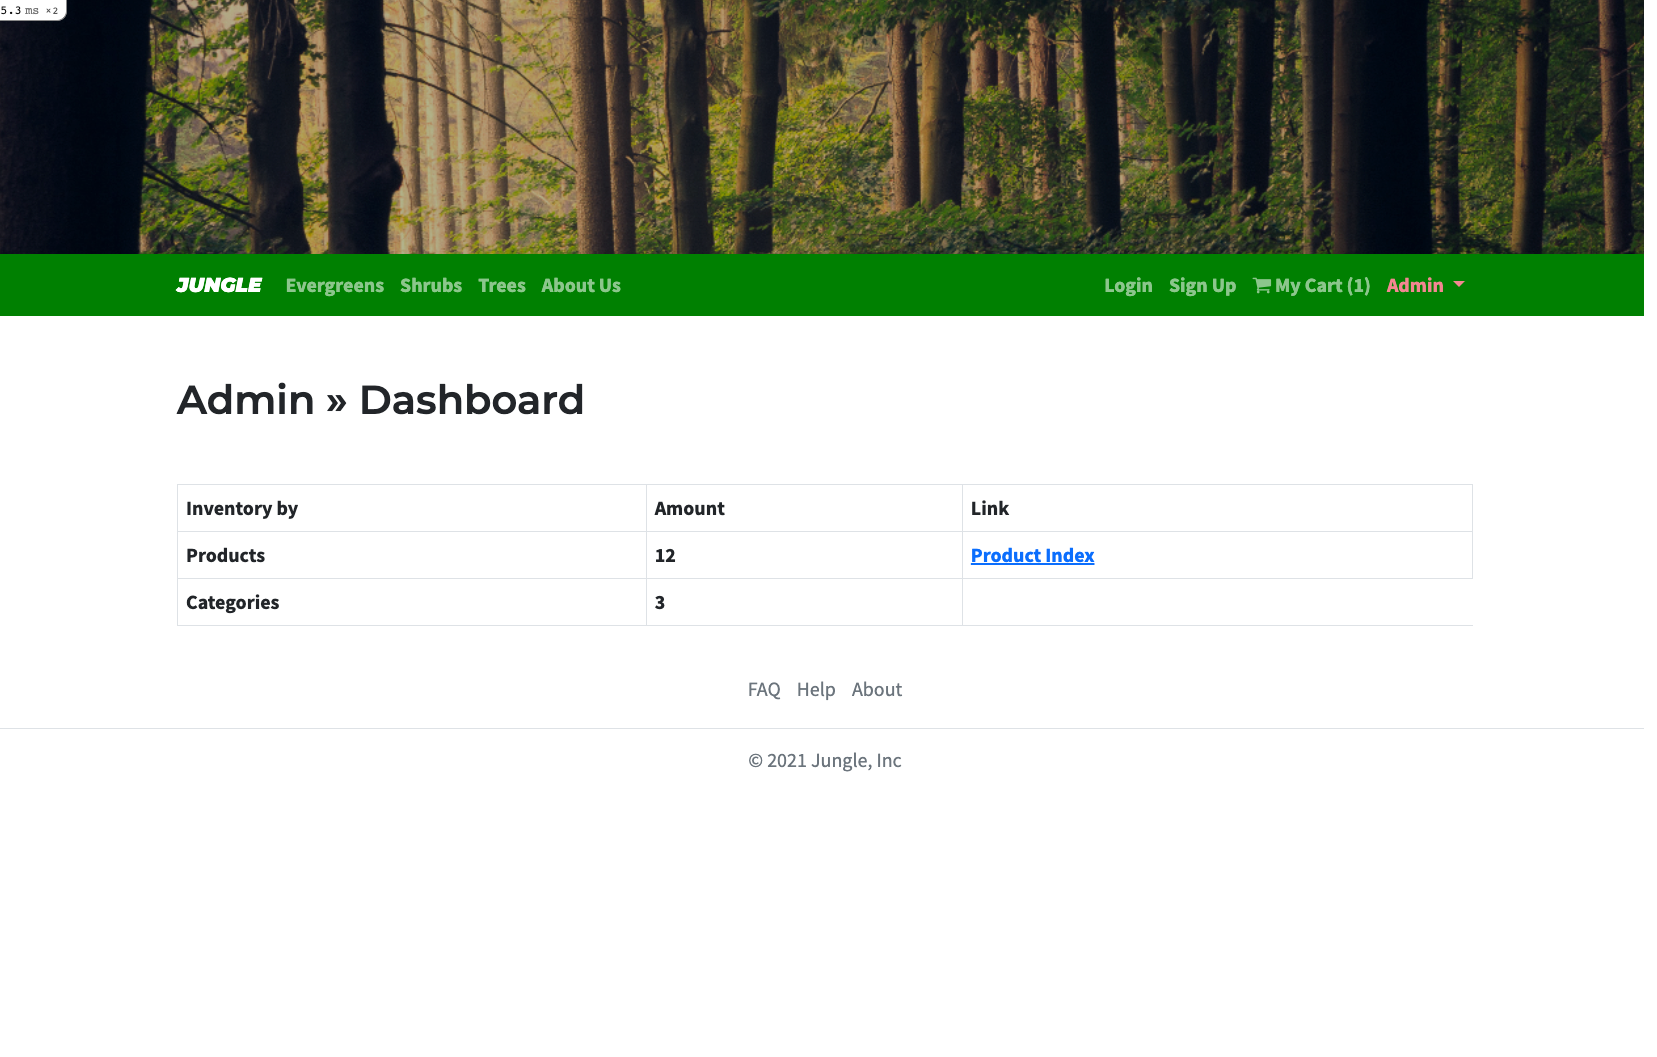 5.3 ms ×2
JUNGLE Evergreens Shrubs Trees About Us Login Sign Up My Cart (1) Admin
Admin » Dashboard
Inventory by Amount Link
Products 12 Product Index
Categories 3
FAQ Help About
© 2021 Jungle, Inc